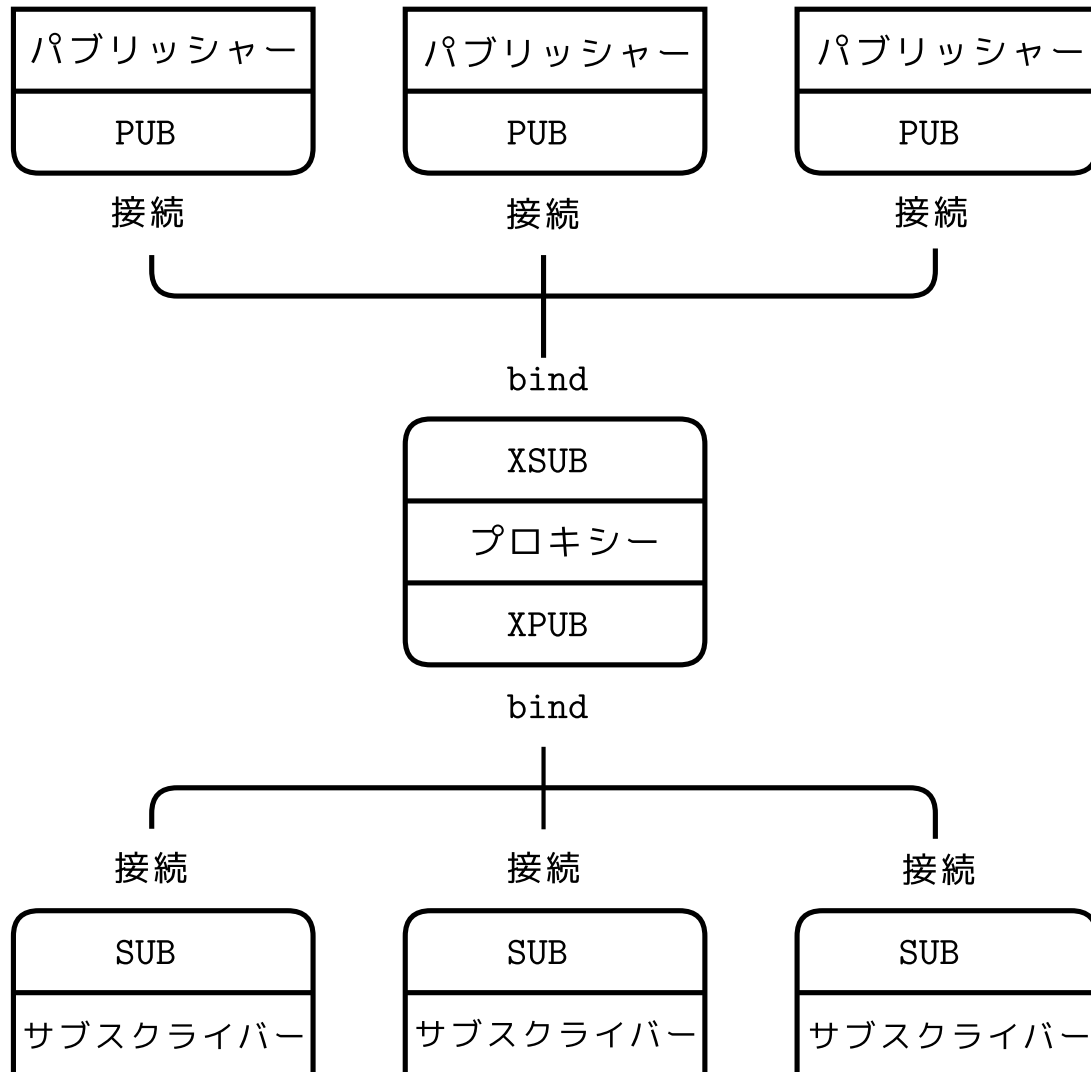 パブリッシャー パブリッシャー パブリッシャー
PUB PUB PUB
接続 接続 接続
bind
XSUB
プロキシー
XPUB
bind
接続 接続 接続
SUB SUB SUB
サブスクライバー サブスクライバー サブスクライバー